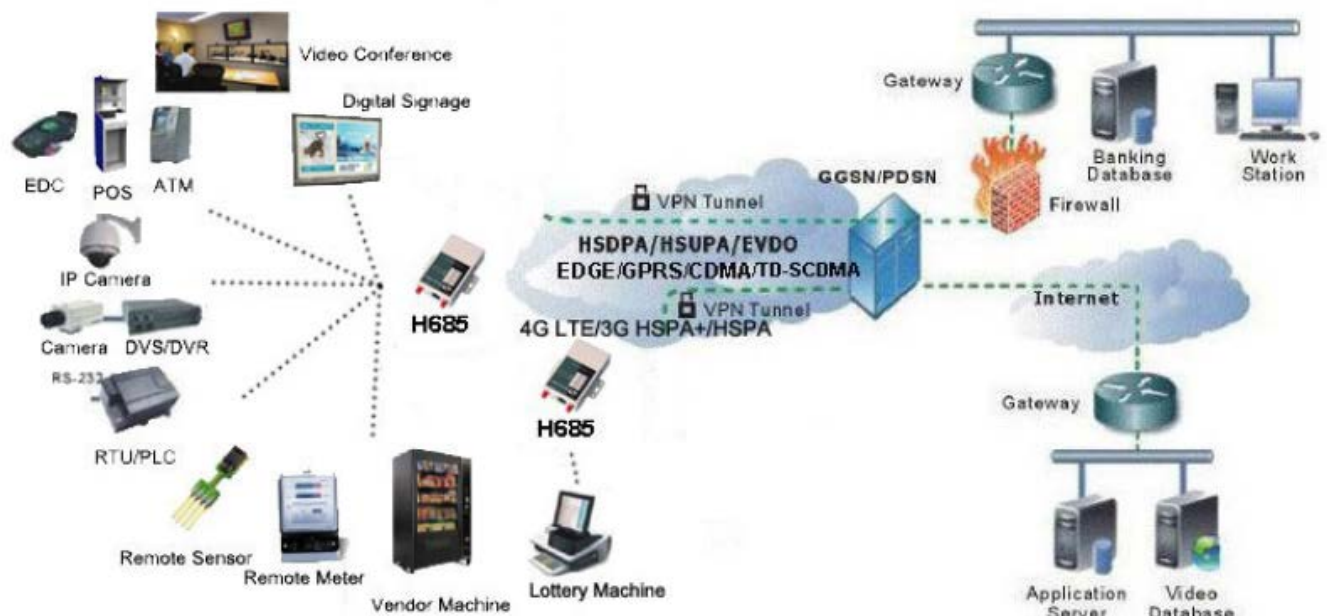 Video Conference
Digital Signage
EDC
POS
ATM
IP Camera
Camera
DVS/DVR
RS-232
RTU/PLC
Remote Sensor
Remote Meter
Vendor Machine
Lottery Machine
H685
H685
VPN Tunnel
HSDPA/HSUPA/EVDO
EDGE/GPRS/CDMA/TD-SCDMA
VPN Tunnel
4G LTE/3G HSPA+/HSPA
GGSN/PDSN
Gateway
Firewall
Banking
Database
Work
Station
Internet
Gateway
Application
Server
Video
Database